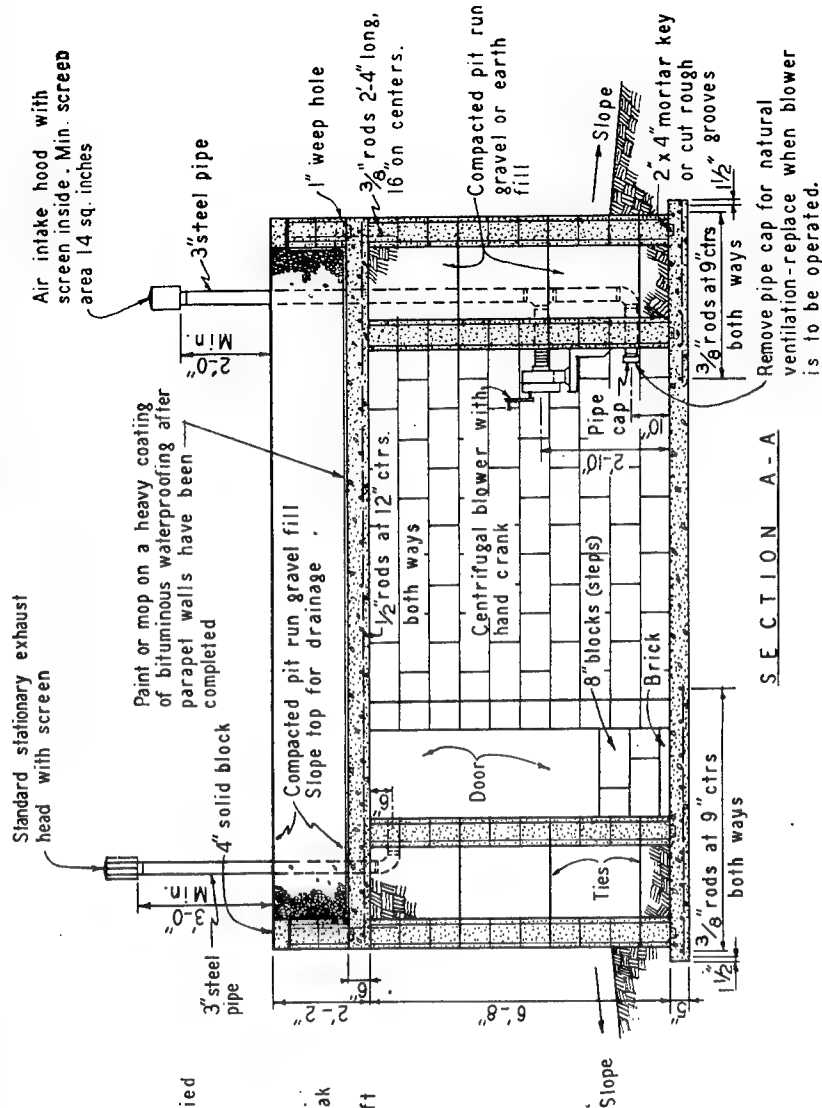 Standard stationary exhaust
head with screen
Air intake hood with
screen inside. Min. screen
area 14 sq. inches
Paint or mop on a heavy coating
of bituminous waterproofing after
parapet walls have been
completed
3" steel
pipe
3'-0"
Min.
4" solid block
Compacted pit run gravel fill
Slope top for drainage
2'-0"
Min.
3" steel pipe
1" weep hole
3/8" rods 2'-4" long,
16 on centers.
2'-2"
6"
6"
1/2" rods at 12" ctrs.
both ways
Compacted pit run
gravel or earth
fill
6'-8"
Door
Centrifugal blower with
hand crank
Ties
8" blocks (steps)
Brick
2'-10"
Pipe
cap
10"
Slope
Slope
2" x 4" mortar key
or cut rough
grooves
5"
1 1/2"
3/8" rods at 9" ctrs
both ways
3/8" rods at 9" ctrs
both ways
1 1/2"
Remove pipe cap for natural
ventilation-replace when blower
is to be operated.
SECTION A-A
ied
ak
ft
Slope